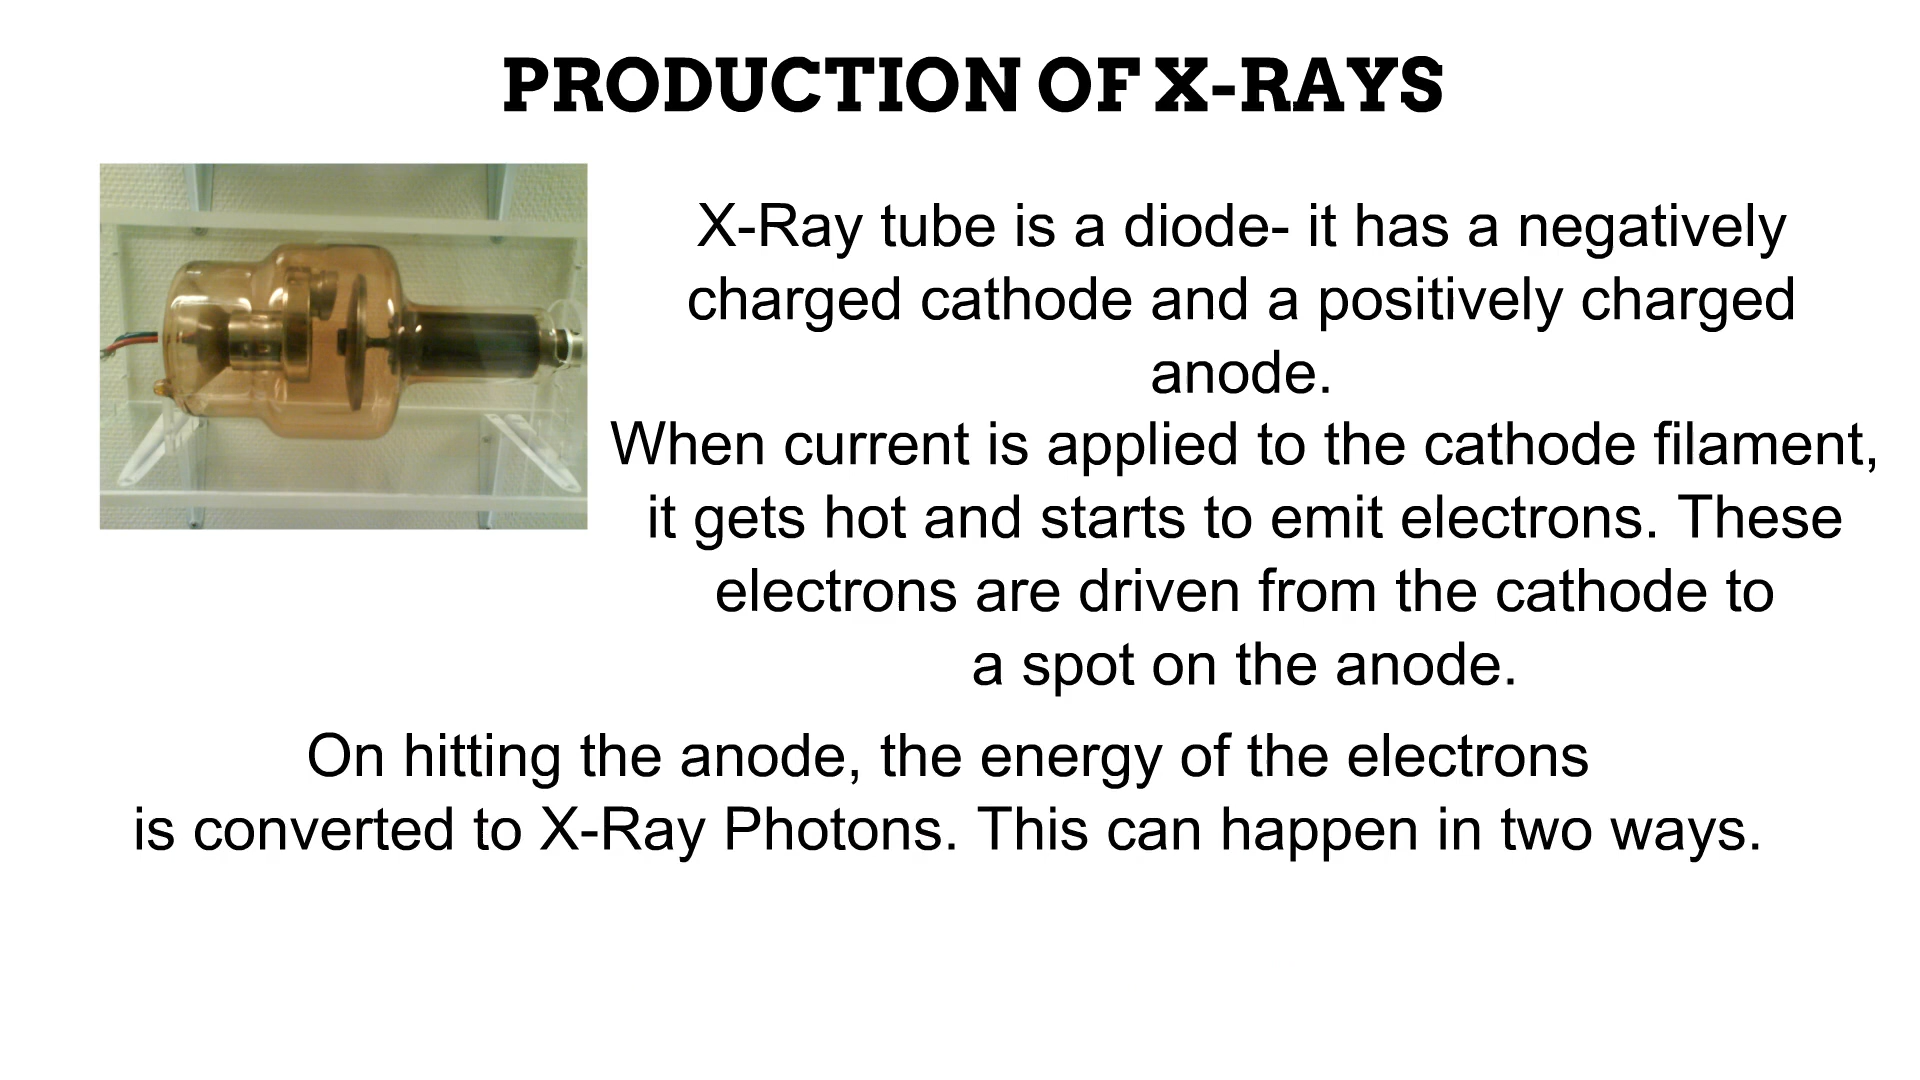 PRODUCTION OF X-RAYS
X-Ray tube is a diode- it has a negatively
charged cathode and a positively charged
anode.
When current is applied to the cathode filament,
it gets hot and starts to emit electrons. These
electrons are driven from the cathode to
a spot on the anode.
On hitting the anode, the energy of the electrons
is converted to X-Ray Photons. This can happen in two ways.